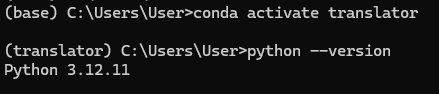 (base) C:\Users\User>conda activate translator
(translator) C:\Users\User>python --version
Python 3.12.11